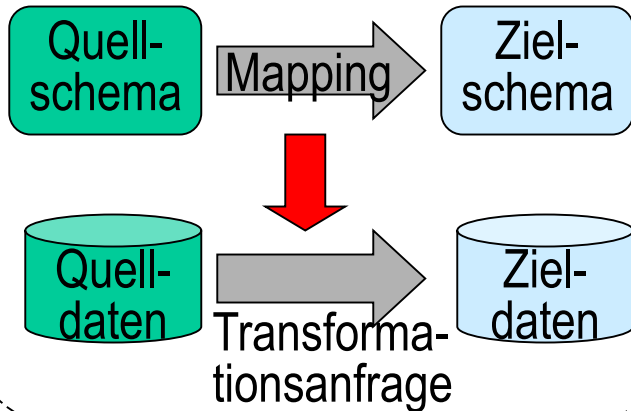 Quell-
schema
Mapping
Ziel-
schema
Quell-
daten
Ziel-
daten
Transforma-
tionsanfrage